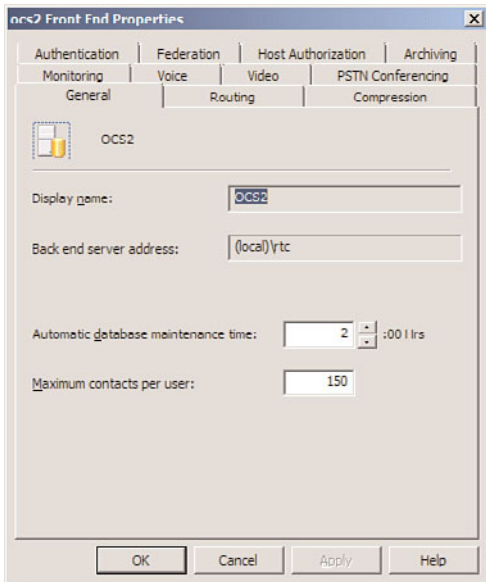 ocs2 Front End Properties
Authentication Federation Host Authorization Archiving
Monitoring Voice Video PSTN Conferencing
General Routing Compression
OCS2
Display name: OCS2
Back end server address: (local)\rtc
Automatic database maintenance time: 2 :00 Hrs
Maximum contacts per user: 150
OK Cancel Apply Help